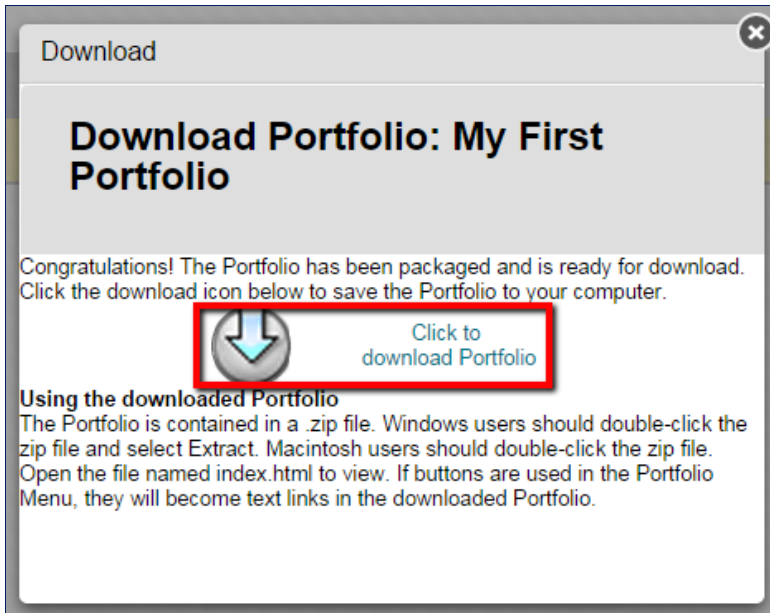 Download
Download Portfolio: My First
Portfolio
Congratulations! The Portfolio has been packaged and is ready for download.
Click the download icon below to save the Portfolio to your computer.
Click to
download Portfolio
Using the downloaded Portfolio
The Portfolio is contained in a .zip file. Windows users should double-click the
zip file and select Extract. Macintosh users should double-click the zip file.
Open the file named index.html to view. If buttons are used in the Portfolio
Menu, they will become text links in the downloaded Portfolio.